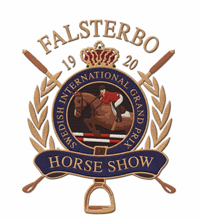 FALSTERBO
19 20
SWEDISH INTERNATIONAL GRAND PRIX
HORSE SHOW